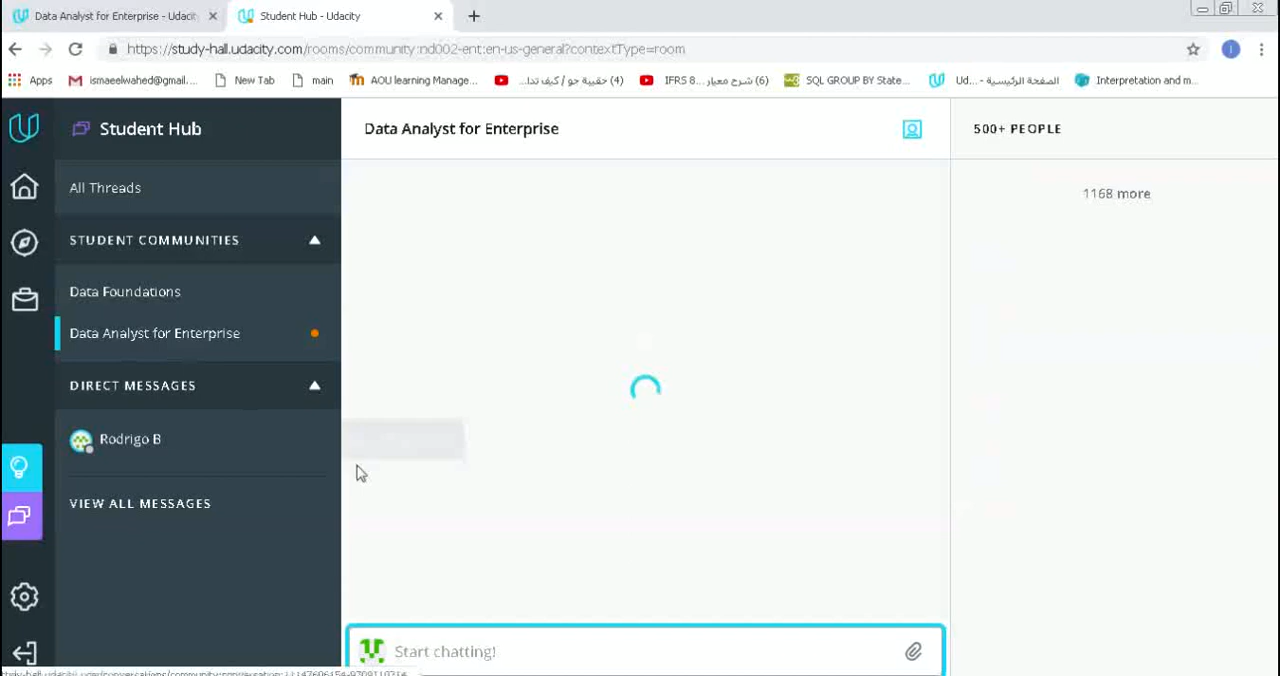 Data Analyst for Enterprise - Udacit
Student Hub - Udacity
https://study-hall.udacity.com/rooms/community:nd002-ent:en-us-general?contextType=room
Apps
ismaeelwahed@gmail....
New Tab
main
AOU learning Manage...
(4) حقيبة جو / كيف تدا...
IFRS 8... شرح معيار (6)
SQL GROUP BY State...
الصفحة الرئيسية - Ud...
Interpretation and m...
Student Hub
Data Analyst for Enterprise
500+ PEOPLE
All Threads
1168 more
STUDENT COMMUNITIES
Data Foundations
Data Analyst for Enterprise
DIRECT MESSAGES
Rodrigo B
VIEW ALL MESSAGES
Start chatting!